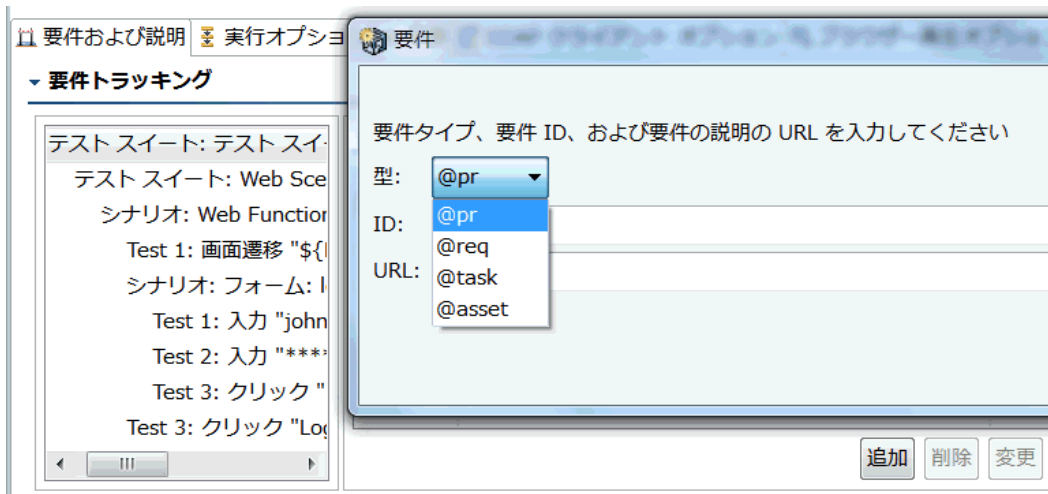 要件および説明
実行オプショ
要件トラッキング
テスト スイート: テスト スイ
テスト スイート: Web Sce
シナリオ: Web Function
Test 1: 画面遷移 "${
シナリオ: フォーム: l
Test 1: 入力 "john
Test 2: 入力 "****
Test 3: クリック "
Test 3: クリック "Log
要件
要件タイプ、要件 ID、および要件の説明の URL を入力してください
型:
@pr
@pr
ID:
@req
URL:
@task
@asset
追加
削除
変更